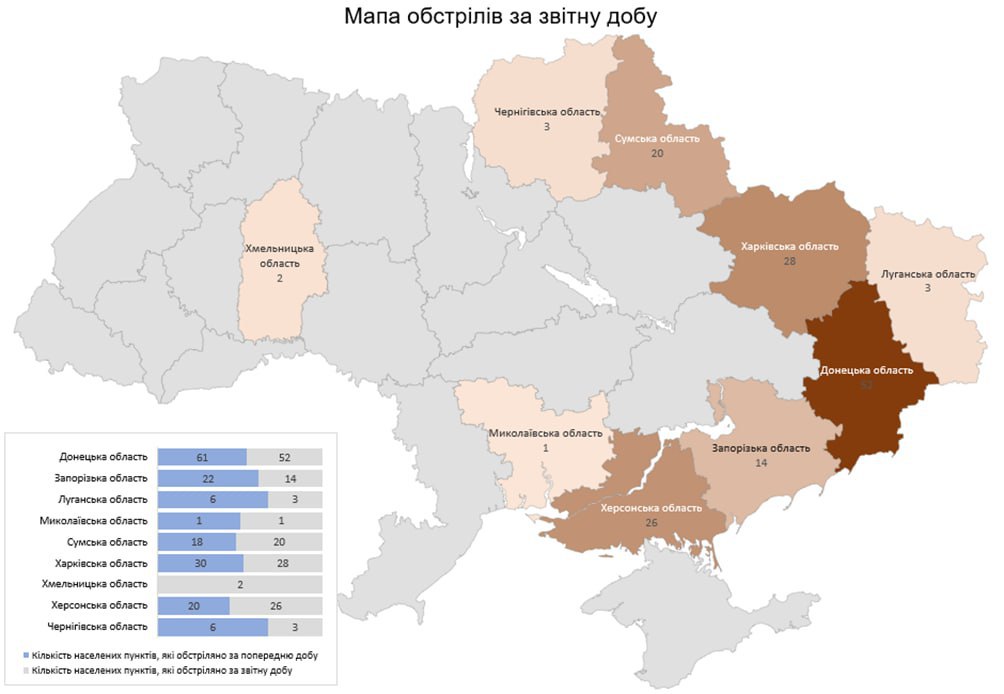 Мапа обстрілів за звітну добу
Чернігівська область
3
Сумська область
20
Харківська область
28
Хмельницька
область
2
Луганська область
3
Донецька область
52
Миколаївська область
1
Запорізька область
14
Херсонська область
26
Донецька область 61 52
Запорізька область 22 14
Луганська область 6 3
Миколаївська область 1 1
Сумська область 18 20
Харківська область 30 28
Хмельницька область 2
Херсонська область 20 26
Чернігівська область 6 3
Кількість населених пунктів, які обстріляно за попередню добу
Кількість населених пунктів, які обстріляно за звітну добу